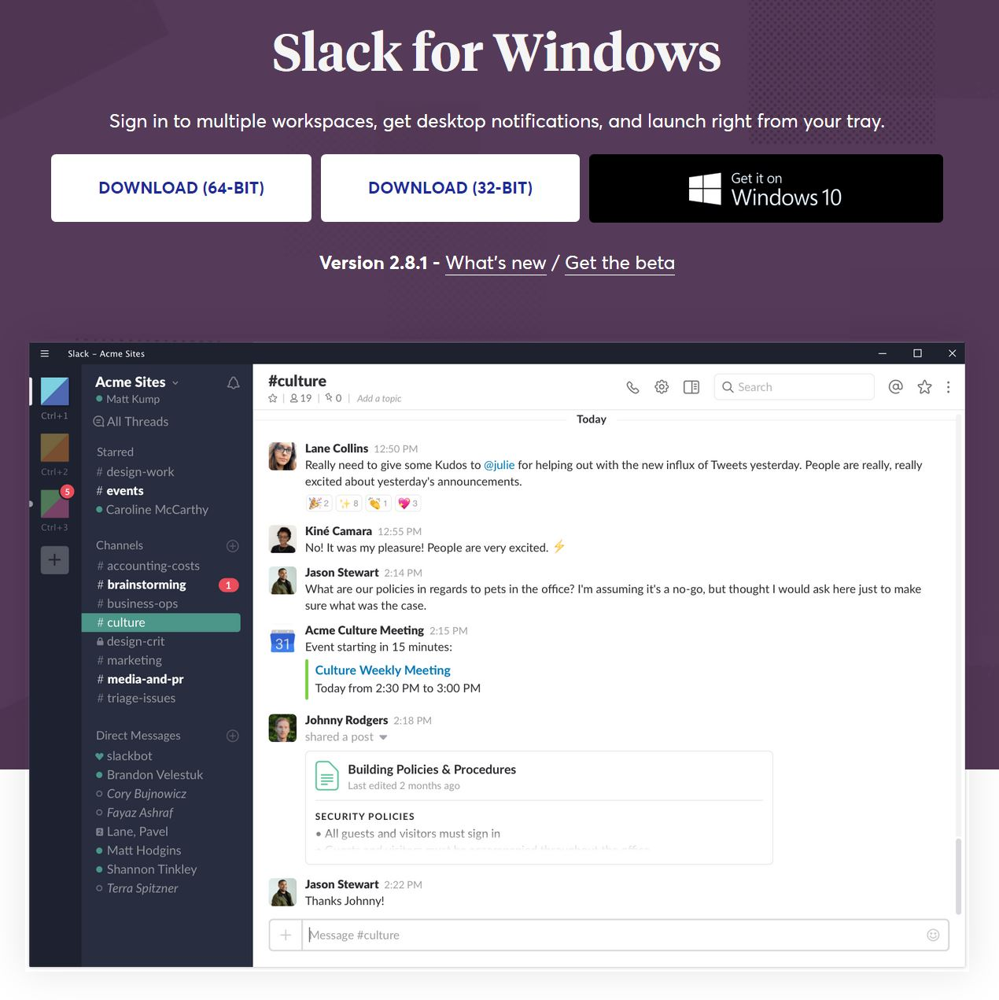 Slack for Windows
Sign in to multiple workspaces, get desktop notifications, and launch right from your tray.
DOWNLOAD (64-BIT)
DOWNLOAD (32-BIT)
Get it on
Windows 10
Version 2.8.1 - What's new / Get the beta
Slack - Acme Sites
Ctrl+1
Ctrl+2
5
Ctrl+3
Acme Sites
Matt Kump
All Threads
Starred
# design-work
# events
Caroline McCarthy
Channels
# accounting-costs
# brainstorming 1
# business-ops
# culture
design-crit
# marketing
# media-and-pr
# triage-issues
Direct Messages
slackbot
Brandon Velestuk
Cory Bujnowicz
Fayaz Ashraf
2 Lane, Pavel
Matt Hodgins
Shannon Tinkley
Terra Spitzner
#culture
19 | 0 | Add a topic
Search
Today
Lane Collins 12:50 PM
Really need to give some Kudos to @julie for helping out with the new influx of Tweets yesterday. People are really, really
excited about yesterday's announcements.
🎉 2 ✨ 8 👏 1 💖 3
Kiné Camara 12:55 PM
No! It was my pleasure! People are very excited. ⚡
Jason Stewart 2:14 PM
What are our policies in regards to pets in the office? I'm assuming it's a no-go, but thought I would ask here just to make
sure what was the case.
31
Acme Culture Meeting 2:15 PM
Event starting in 15 minutes:
Culture Weekly Meeting
Today from 2:30 PM to 3:00 PM
Johnny Rodgers 2:18 PM
shared a post
Building Policies & Procedures
Last edited 2 months ago
SECURITY POLICIES
• All guests and visitors must sign in
• Guests and visitors must be accompanied throughout the office
Jason Stewart 2:22 PM
Thanks Johnny!
Message #culture